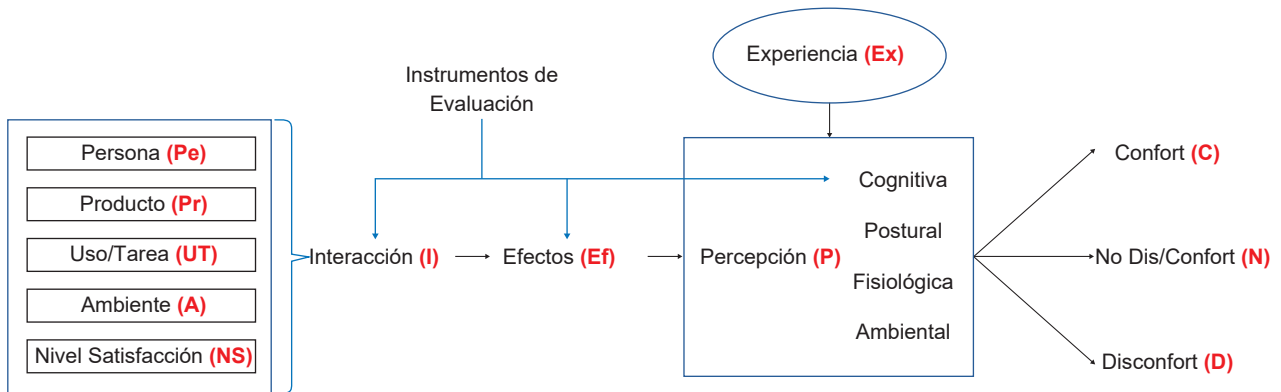 Experiencia (Ex)
Instrumentos de
Evaluación
Persona (Pe)
Producto (Pr)
Uso/Tarea (UT)
Ambiente (A)
Nivel Satisfacción (NS)
Interacción (I)
Efectos (Ef)
Percepción (P)
Cognitiva
Postural
Fisiológica
Ambiental
Confort (C)
No Dis/Confort (N)
Disconfort (D)